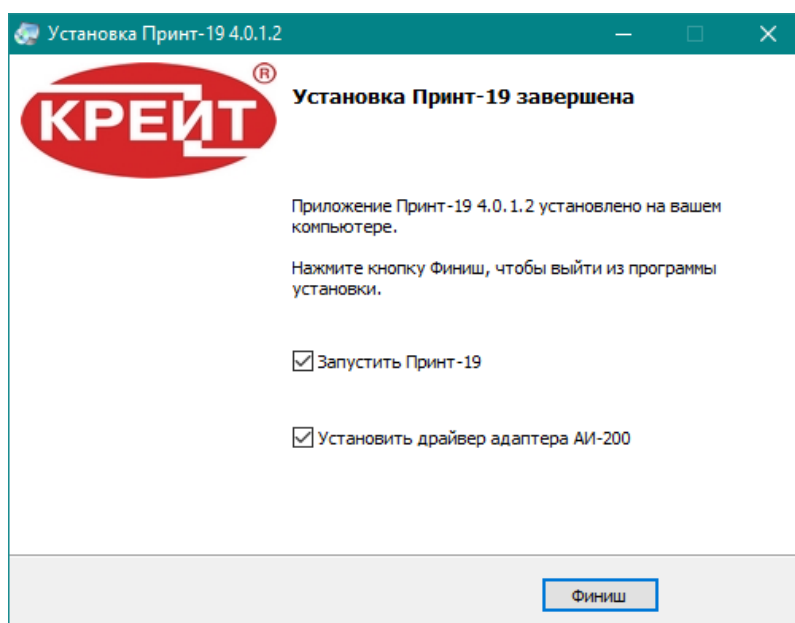 Установка Принт-19 4.0.1.2
КРЕЙТ
®
Установка Принт-19 завершена
Приложение Принт-19 4.0.1.2 установлено на вашем
компьютере.
Нажмите кнопку Финиш, чтобы выйти из программы
установки.
Запустить Принт-19
Установить драйвер адаптера АИ-200
Финиш